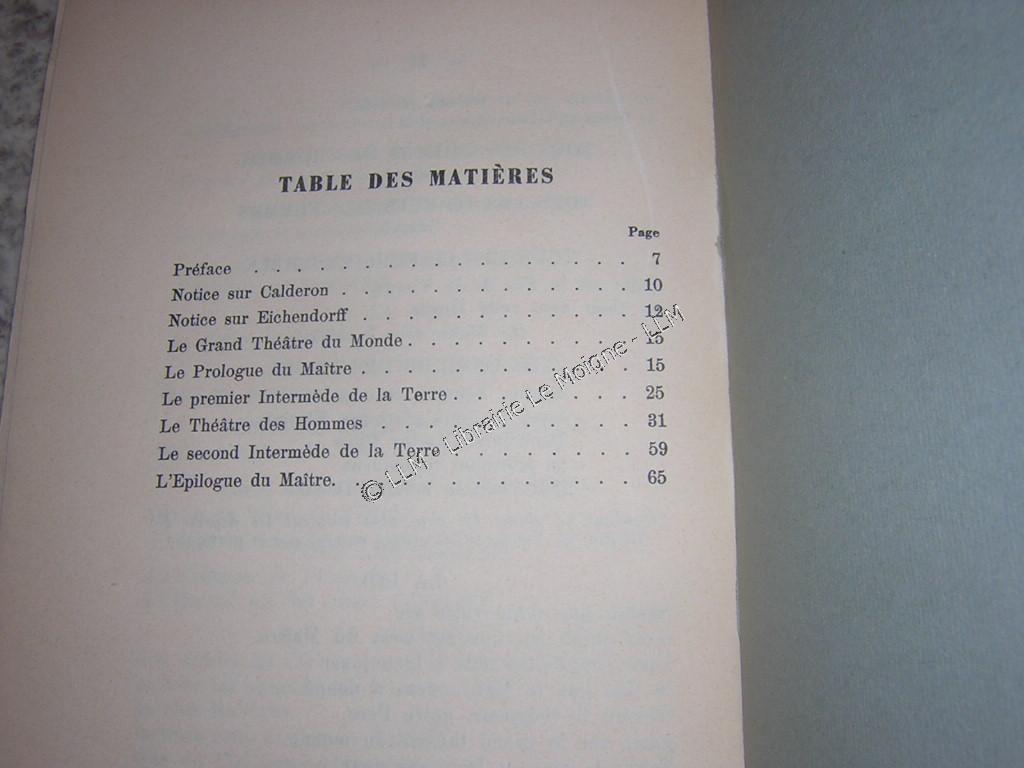 TABLE DES MATIÈRES
Page
Préface . . . . . . . . . . . . . . . . . . 7
Notice sur Calderon . . . . . . . . . . . . . . 10
Notice sur Eichendorff . . . . . . . . . . . . . 12
Le Grand Théâtre du Monde . . . . . . . . . . . 15
Le Prologue du Maître . . . . . . . . . . . . . 15
Le premier Intermède de la Terre . . . . . . . . 25
Le Théâtre des Hommes . . . . . . . . . . . . 31
Le second Intermède de la Terre . . . . . . . . 59
L'Epilogue du Maître . . . . . . . . . . . . . 65
© LLM - Librairie Le Moigne - LLM